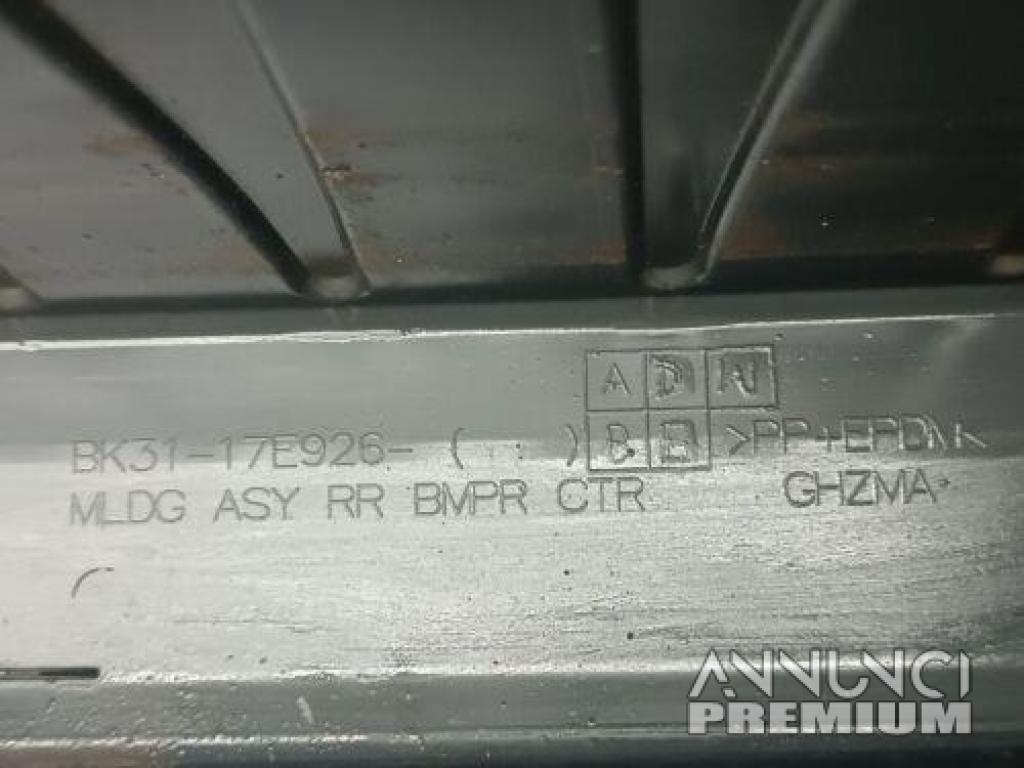 A D W
BK31-17E926-( ) B B >PP+EPDM<
MLDG ASY RR BMPR CTR GHZMA
ANNUNCI
PREMIUM